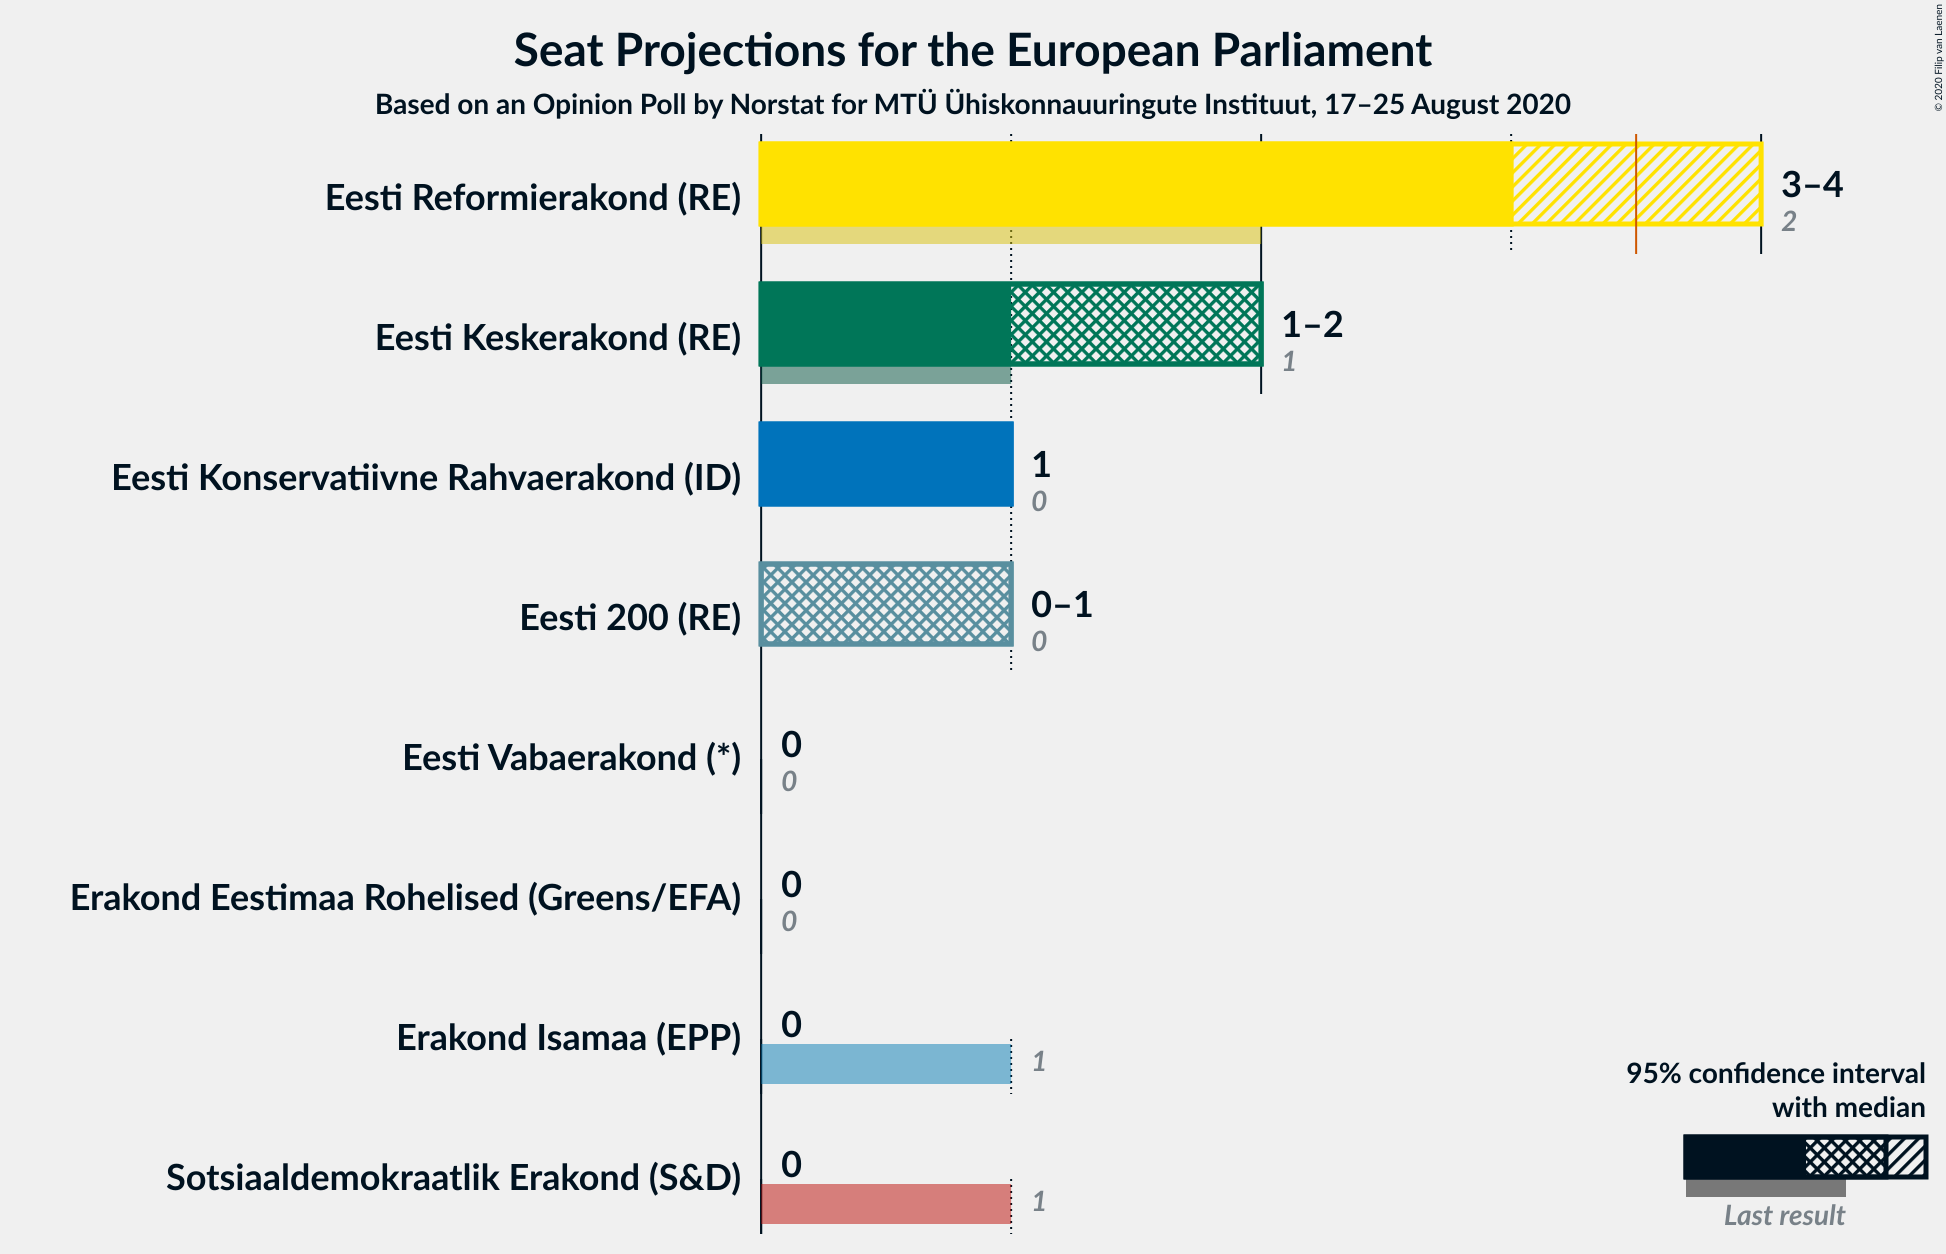 Seat Projections for the European Parliament
Based on an Opinion Poll by Norstat for MTÜ Ühiskonnauuringute Instituut, 17–25 August 2020
© 2020 Filip van Laenen
Eesti Reformierakond (RE)
3–4
2
Eesti Keskerakond (RE)
1–2
1
Eesti Konservatiivne Rahvaerakond (ID)
1
0
Eesti 200 (RE)
0–1
0
Eesti Vabaerakond (*)
0
0
Erakond Eestimaa Rohelised (Greens/EFA)
0
0
Erakond Isamaa (EPP)
0
1
Sotsiaaldemokraatlik Erakond (S&D)
0
1
95% confidence interval
with median
Last result